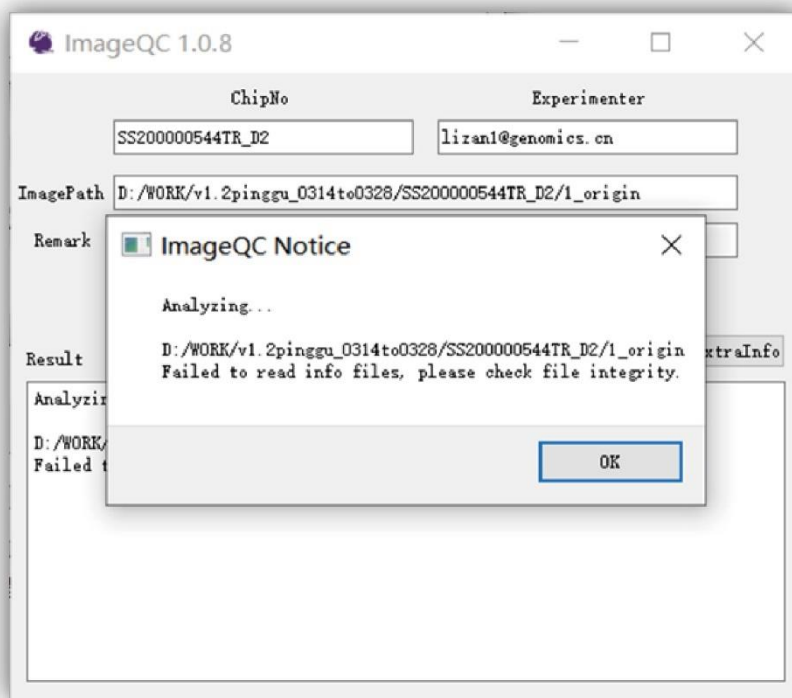 ImageQC 1.0.8
ChipNo
Experimenter
SS200000544TR_D2
lizan1@genomics.cn
ImagePath
D:/WORK/v1.2pinggu_0314to0328/SS200000544TR_D2/1_origin
Remark
ImageQC Notice
Analyzing...
D:/WORK/v1.2pinggu_0314to0328/SS200000544TR_D2/1_origin
Failed to read info files, please check file integrity.
OK
Result
xtraInfo
Analyzin
D:/WORK/
Failed t